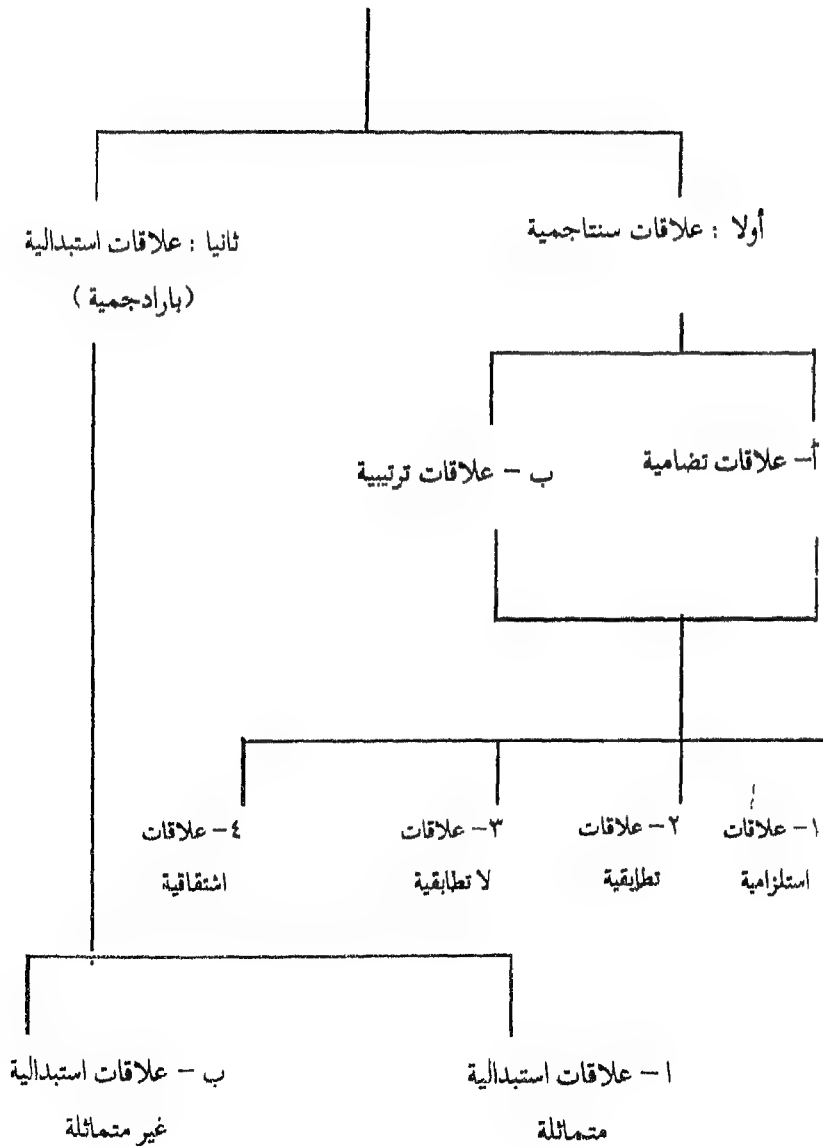 أولا : علاقات سنتاجمية
ثانيا : علاقات استبدالية
(بارادجمية)
أ- علاقات تضامية
ب - علاقات ترتيبية
١- علاقات
استلزامية
٢- علاقات
تطابقية
٣- علاقات
لا تطابقية
٤- علاقات
اشتقاقية
ا - علاقات استبدالية
متماثلة
ب - علاقات استبدالية
غير متماثلة